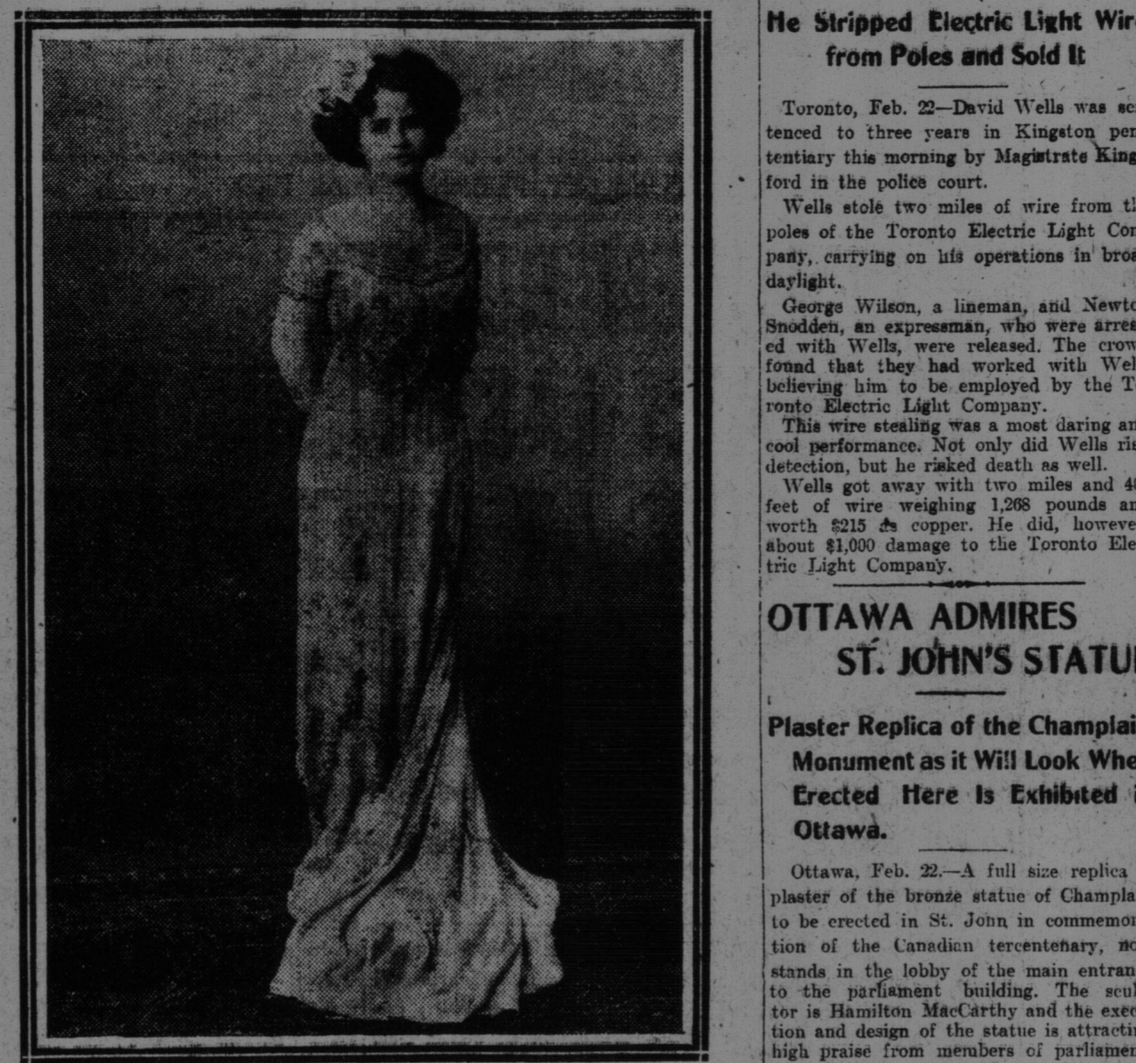 He Stripped Electric Light Wire
from Poles and Sold It
Toronto, Feb. 22—David Wells was sen
tenced to three years in Kingston peni
tentiary this morning by Magistrate Kings
ford in the police court.
Wells stole two miles of wire from th
poles of the Toronto Electric Light Com
pany, carrying on his operations in broa
daylight.
George Wilson, a lineman, and Newto
Snodden, an expressman, who were arres
ed with Wells, were released. The crow
found that they had worked with Wel
believing him to be employed by the T
ronto Electric Light Company.
This wire stealing was a most daring an
cool performance. Not only did Wells ris
detection, but he risked death as well.
Wells got away with two miles and 48
feet of wire weighing 1,268 pounds an
worth $215 as copper. He did, howeve
about $1,000 damage to the Toronto Elec
tric Light Company.
OTTAWA ADMIRES
ST. JOHN'S STATU
Plaster Replica of the Champlai
Monument as it Will Look Whe
Erected Here Is Exhibited i
Ottawa.
Ottawa, Feb. 22.—A full size replica
plaster of the bronze statue of Champla
to be erected in St. John in commemor
tion of the Canadian tercentenary, no
stands in the lobby of the main entran
to the parliament building. The scul
tor is Hamilton MacCarthy and the exec
tion and design of the statue is attracti
high praise from members of parliamen